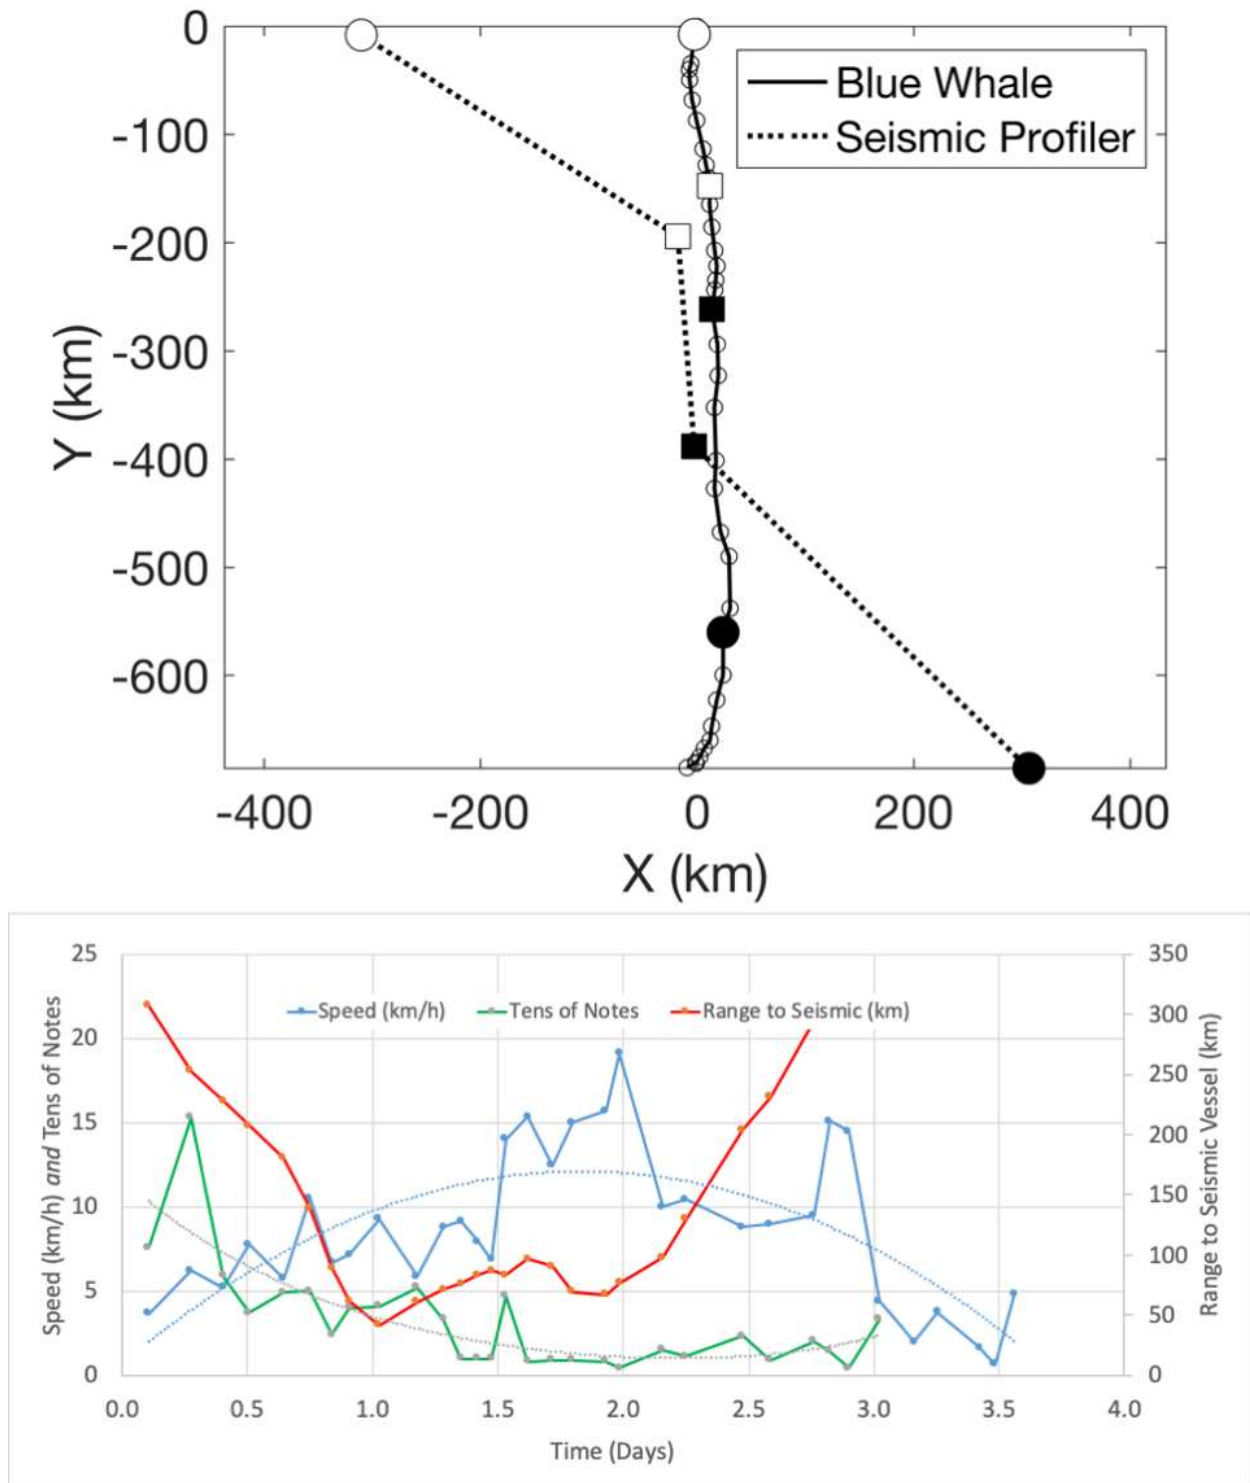 0
-100
-200
-300
-400
-500
-600
Y (km)
Blue Whale
Seismic Profiler
-400 -200 0 200 400
X (km)
25
20
15
10
5
0
Speed (km/h) and Tens of Notes
Speed (km/h) Tens of Notes Range to Seismic (km)
350
300
250
200
150
100
50
0
Range to Seismic Vessel (km)
0.0 0.5 1.0 1.5 2.0 2.5 3.0 3.5 4.0
Time (Days)